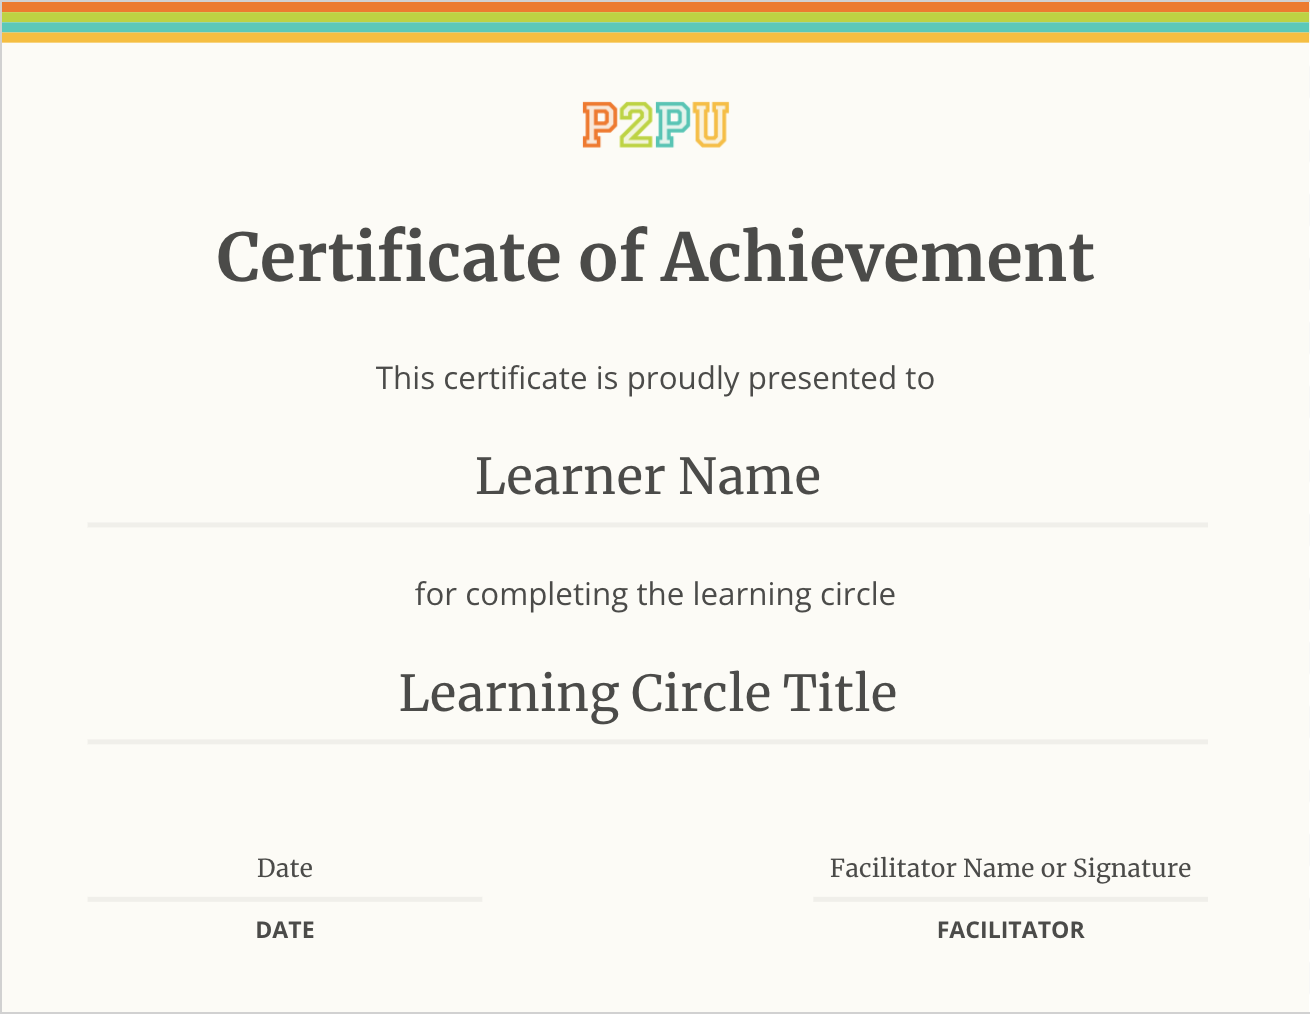 P2PU
Certificate of Achievement
This certificate is proudly presented to
Learner Name
for completing the learning circle
Learning Circle Title
Date
Facilitator Name or Signature
DATE
FACILITATOR